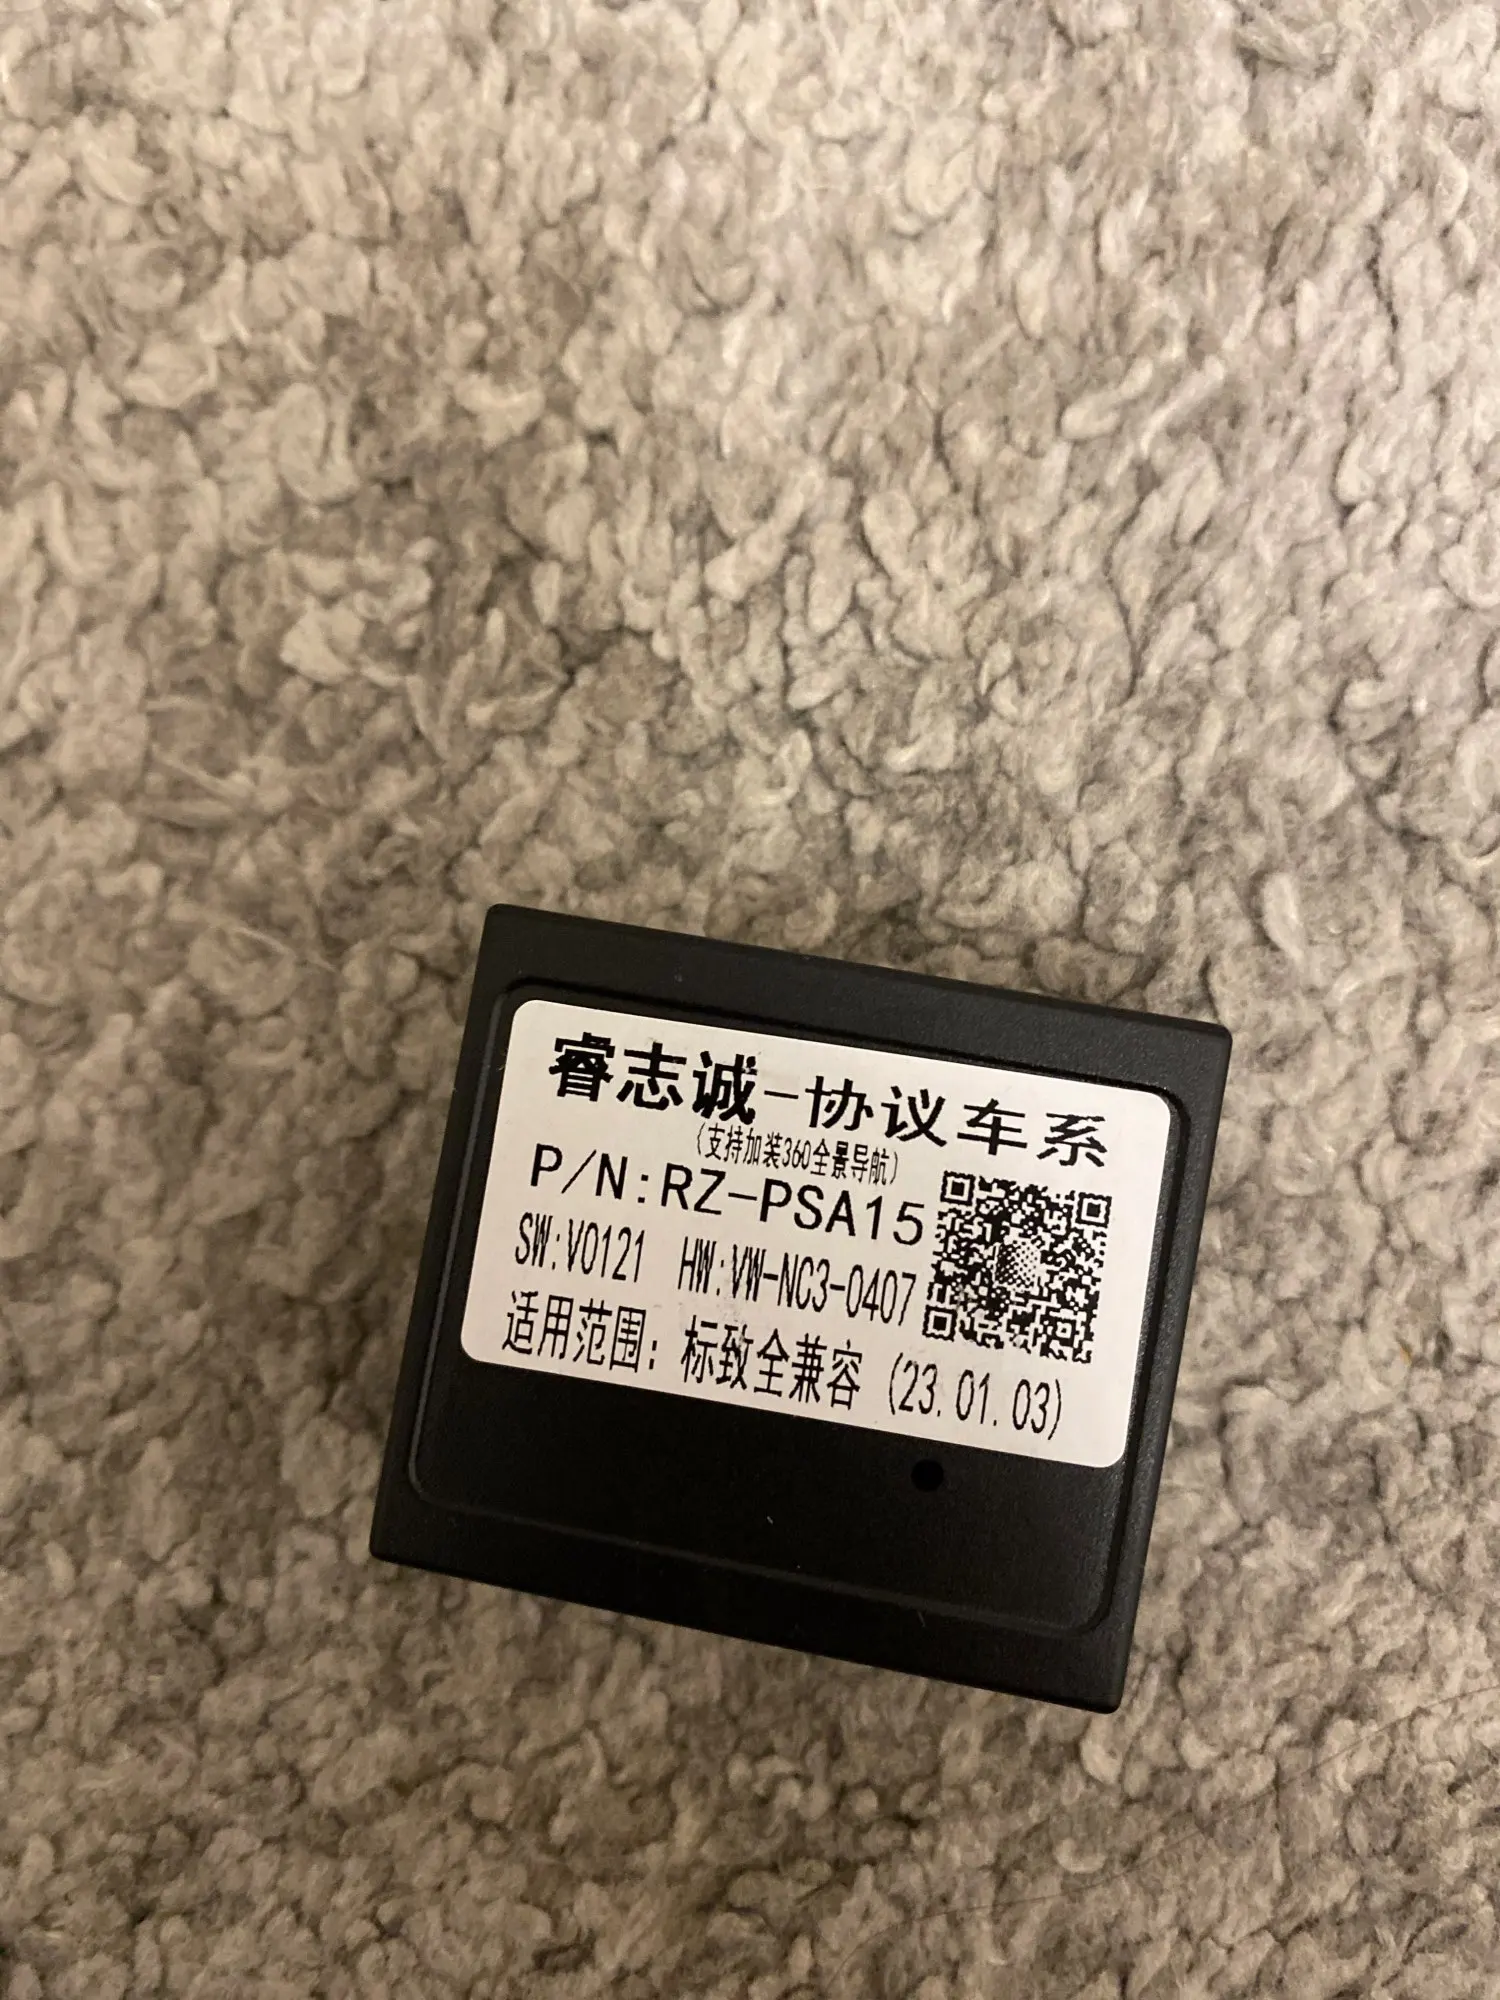 睿志诚-协议车系
(支持加装360全景导航)
P/N:RZ-PSA15
SW:V0121 HW:VW-NC3-0407
适用范围: 标致全兼容 (23.01.03)